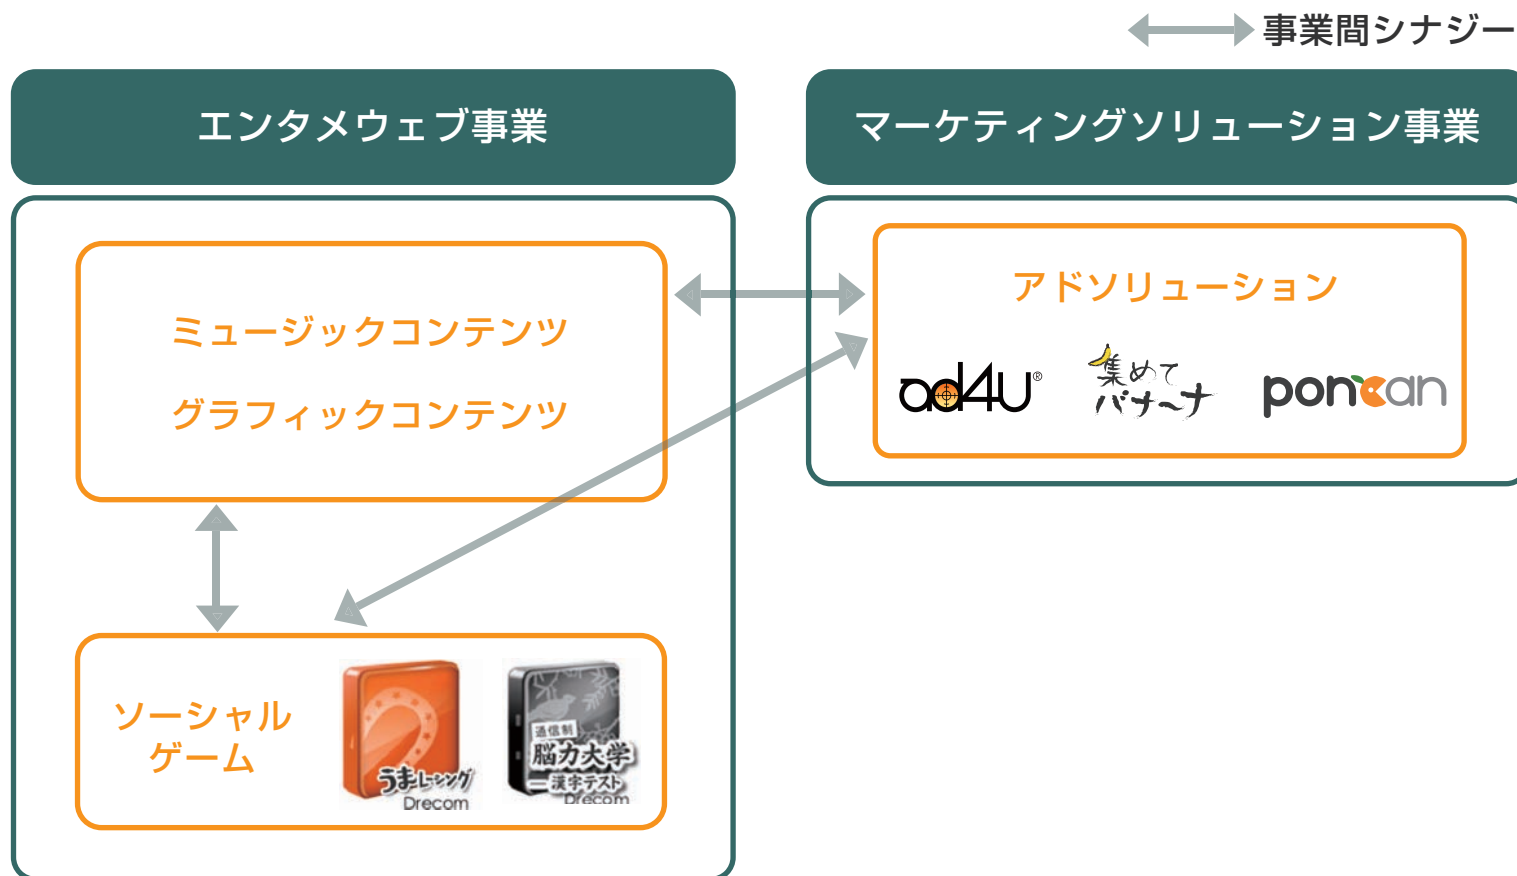 事業間シナジー
エンタメウェブ事業
マーケティングソリューション事業
ミュージックコンテンツ
グラフィックコンテンツ
アドソリューション
ad4U®
集めて
バナ〜ナ
poncan
ソーシャル
ゲーム
うまレーシング
Drecom
通信制
脳力大学
漢字テスト
Drecom